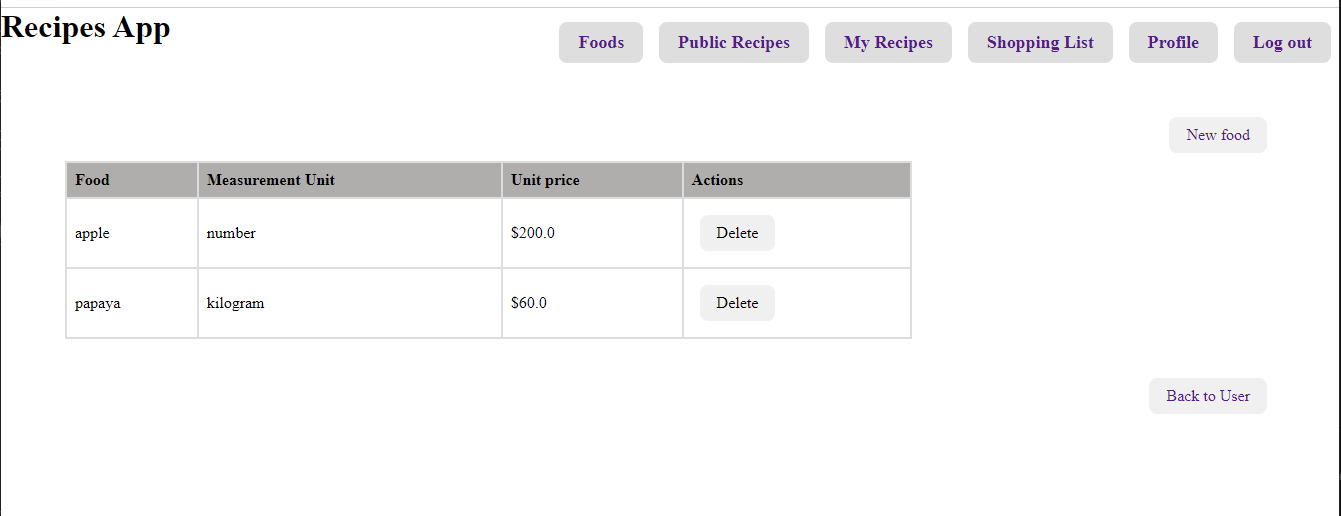 Recipes App
Foods Public Recipes My Recipes Shopping List Profile Log out
New food
Food Measurement Unit Unit price Actions
apple number $200.0 Delete
papaya kilogram $60.0 Delete
Back to User